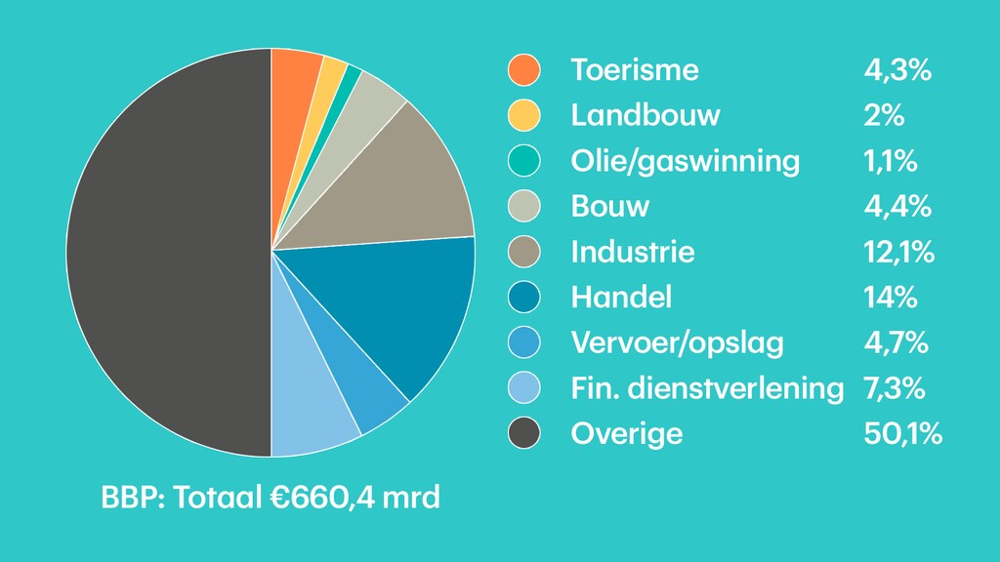 Toerisme 4,3%
Landbouw 2%
Olie/gaswinning 1,1%
Bouw 4,4%
Industrie 12,1%
Handel 14%
Vervoer/opslag 4,7%
Fin. dienstverlening 7,3%
Overige 50,1%
BBP: Totaal €660,4 mrd